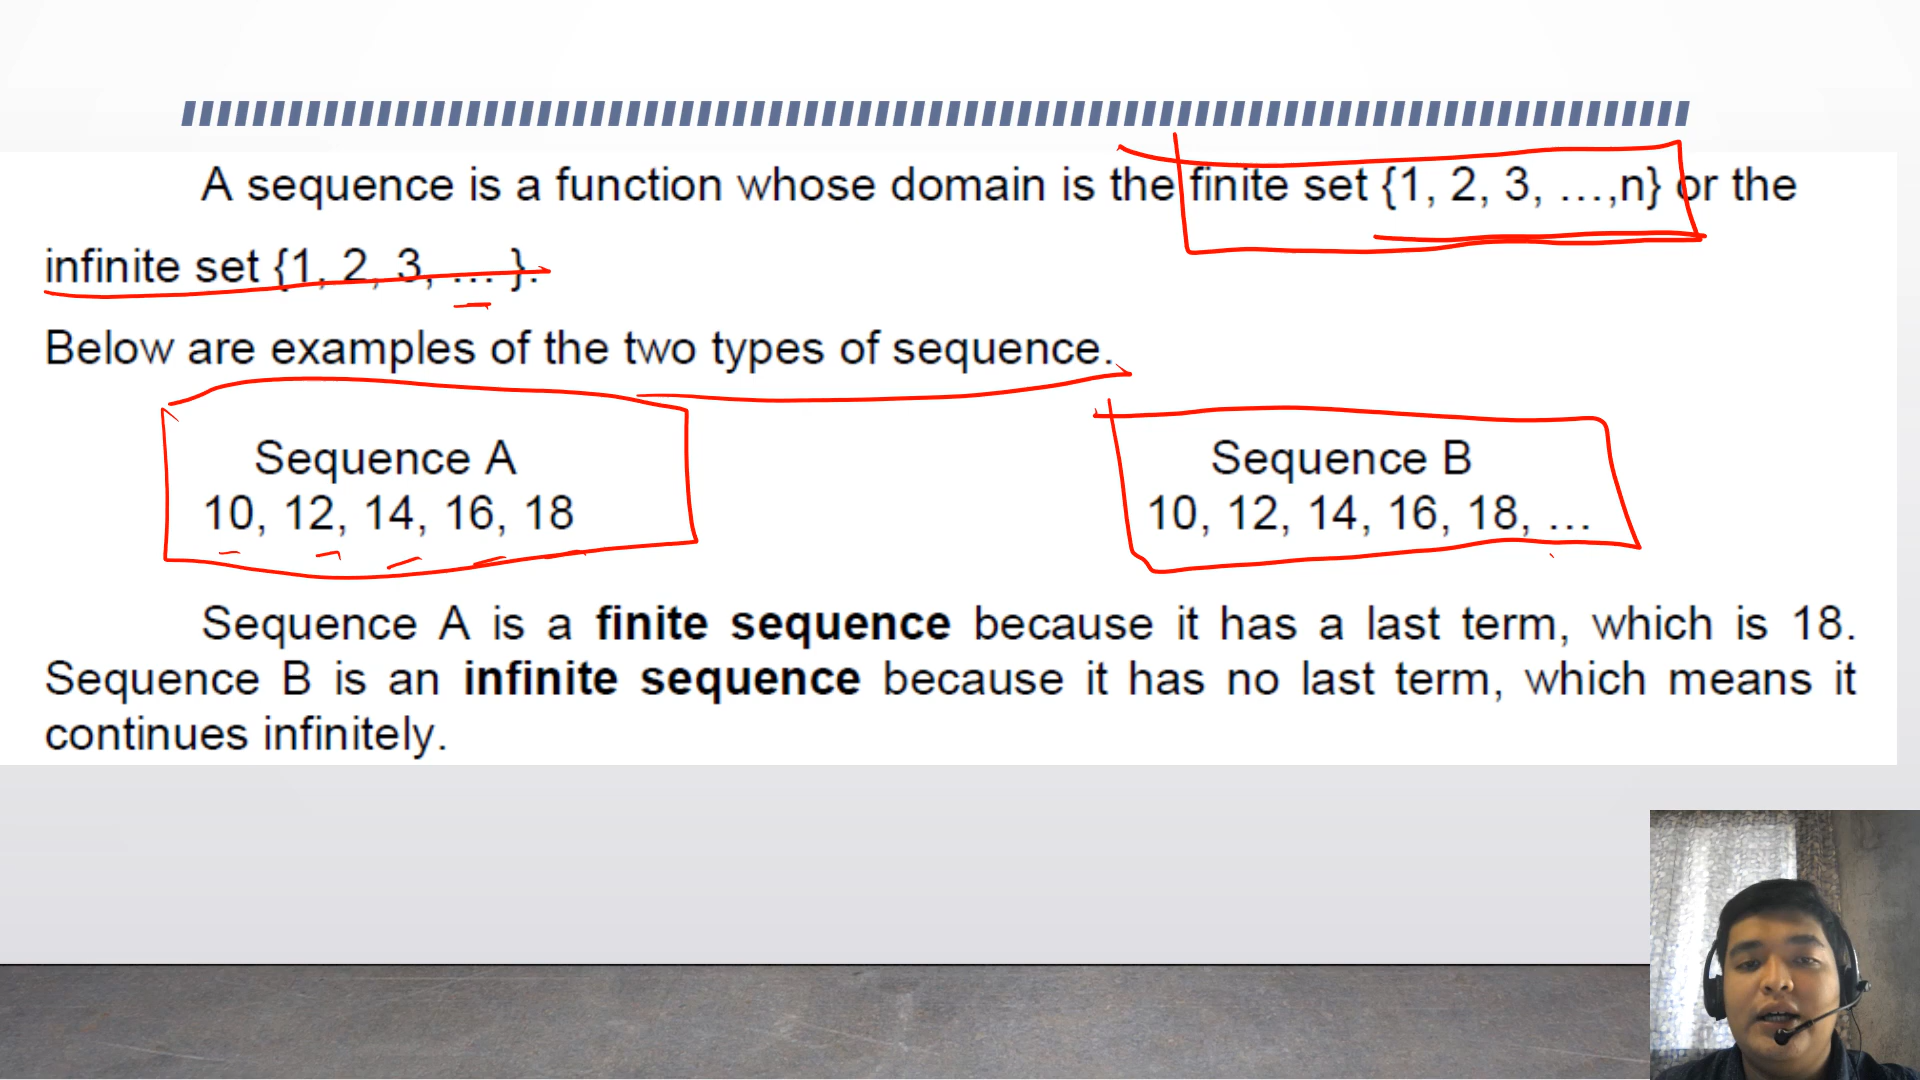 A sequence is a function whose domain is the finite set {1, 2, 3, …,n} or the
infinite set {1, 2, 3, … }.
Below are examples of the two types of sequence.
Sequence A
10, 12, 14, 16, 18
Sequence B
10, 12, 14, 16, 18, …
Sequence A is a finite sequence because it has a last term, which is 18.
Sequence B is an infinite sequence because it has no last term, which means it
continues infinitely.